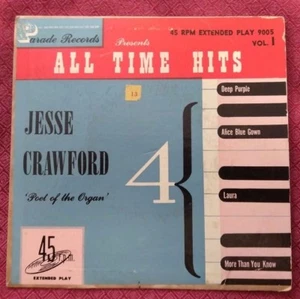 Parade Records
45 RPM EXTENDED PLAY 9005
Presents
VOL. 1
ALL TIME HITS
13
Deep Purple
JESSE
CRAWFORD
'Poet of the Organ'
4
Alice Blue Gown
Laura
More Than You Know
45
EXTENDED PLAY